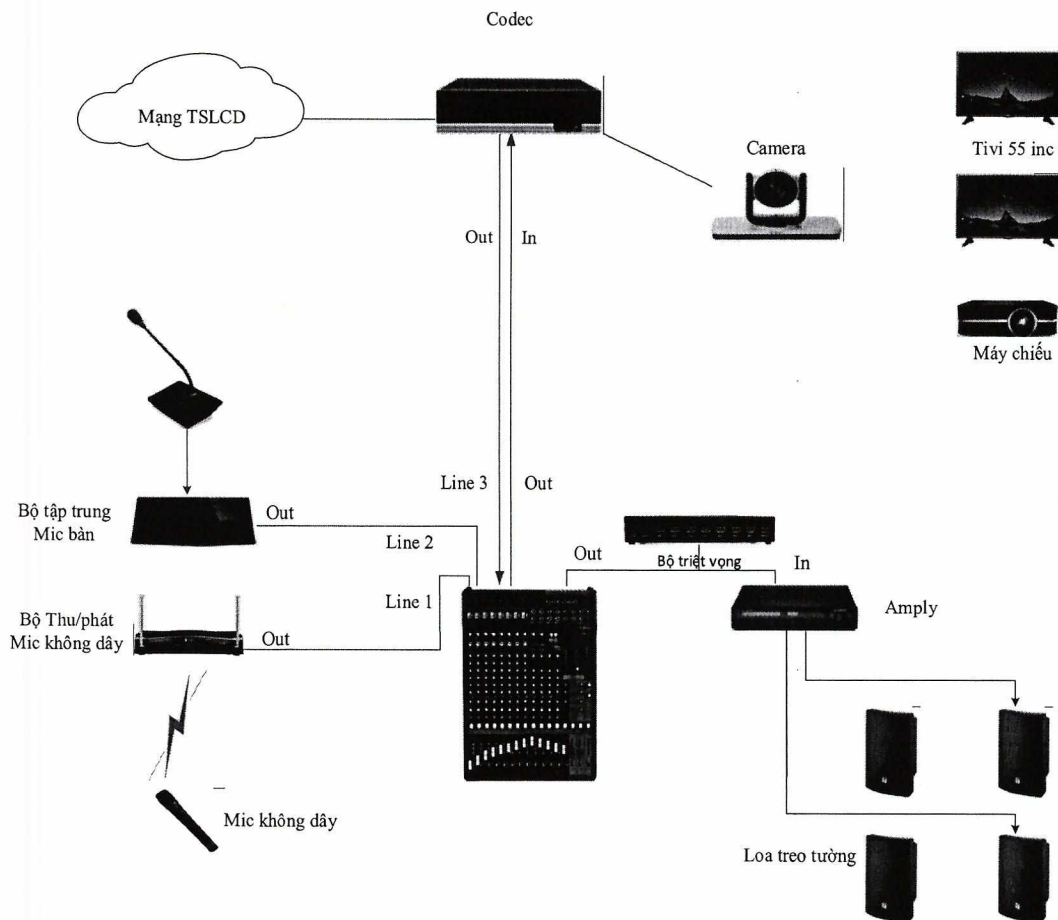 Codec
Mạng TSLCD
Camera
Tivi 55 inc
Out
In
Máy chiếu
Line 3
Out
Bộ tập trung
Mic bàn
Out
Line 2
Out
Bộ triệt vọng
In
Line 1
Amply
Bộ Thu/phát
Mic không dây
Out
Mic không dây
Loa treo tường